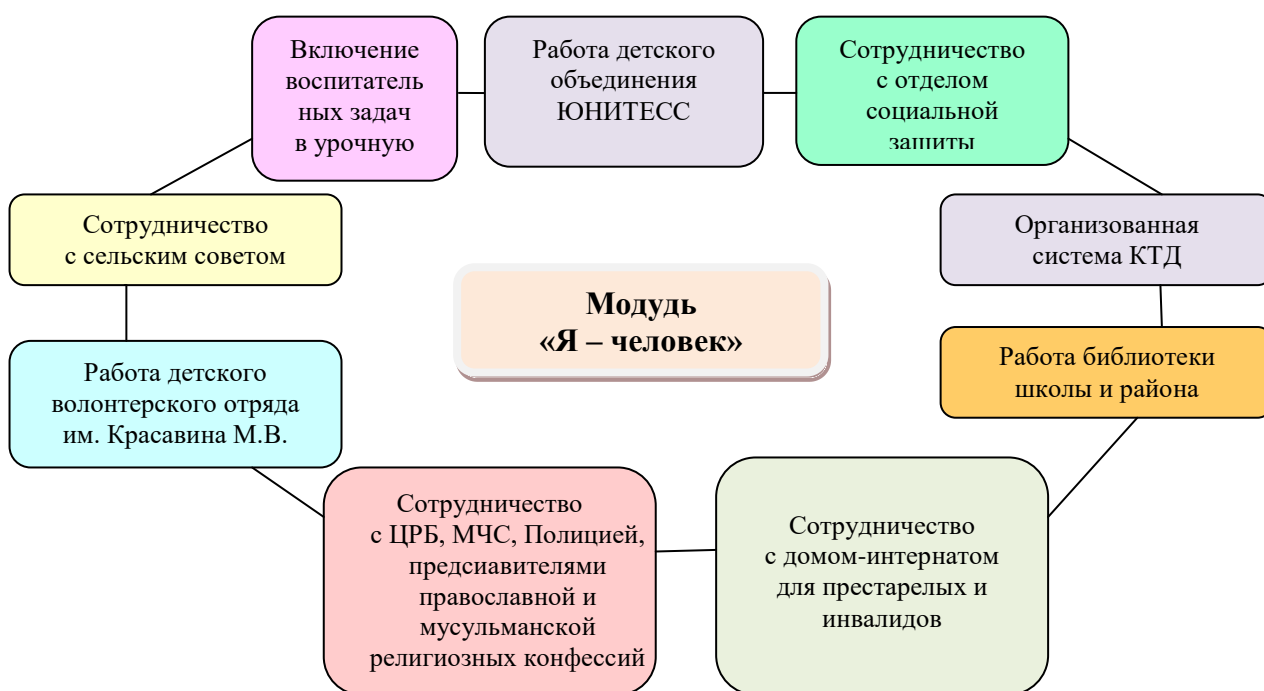 Включение
воспитатель
ных задач
в урочную
Работа детского
объединения
ЮНИТЕСС
Сотрудничество
с отделом
социальной
защиты
Сотрудничество
с сельским советом
Организованная
система КТД
Модудь
«Я – человек»
Работа детского
волонтерского отряда
им. Красавина М.В.
Работа библиотеки
школы и района
Сотрудничество
с ЦРБ, МЧС, Полицией,
предсиавителями
православной и
мусульманской
религиозных конфессий
Сотрудничество
с домом-интернатом
для престарелых и
инвалидов